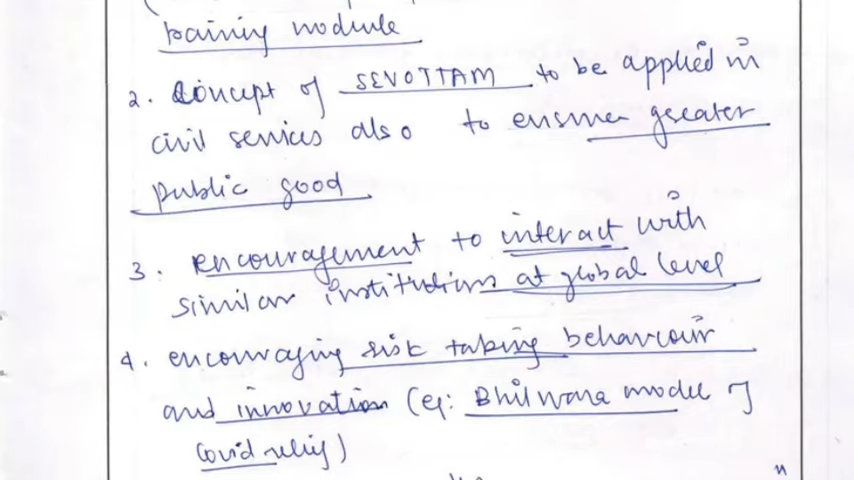 training module
2. Concept of SEVOTTAM to be applied in
civil services also to ensure greater
public good
3. encouragement to interact with
similar institutions at global level
4. encouraging risk taking behaviour
and innovation (eg: Bhilwara model of
Covid relief)